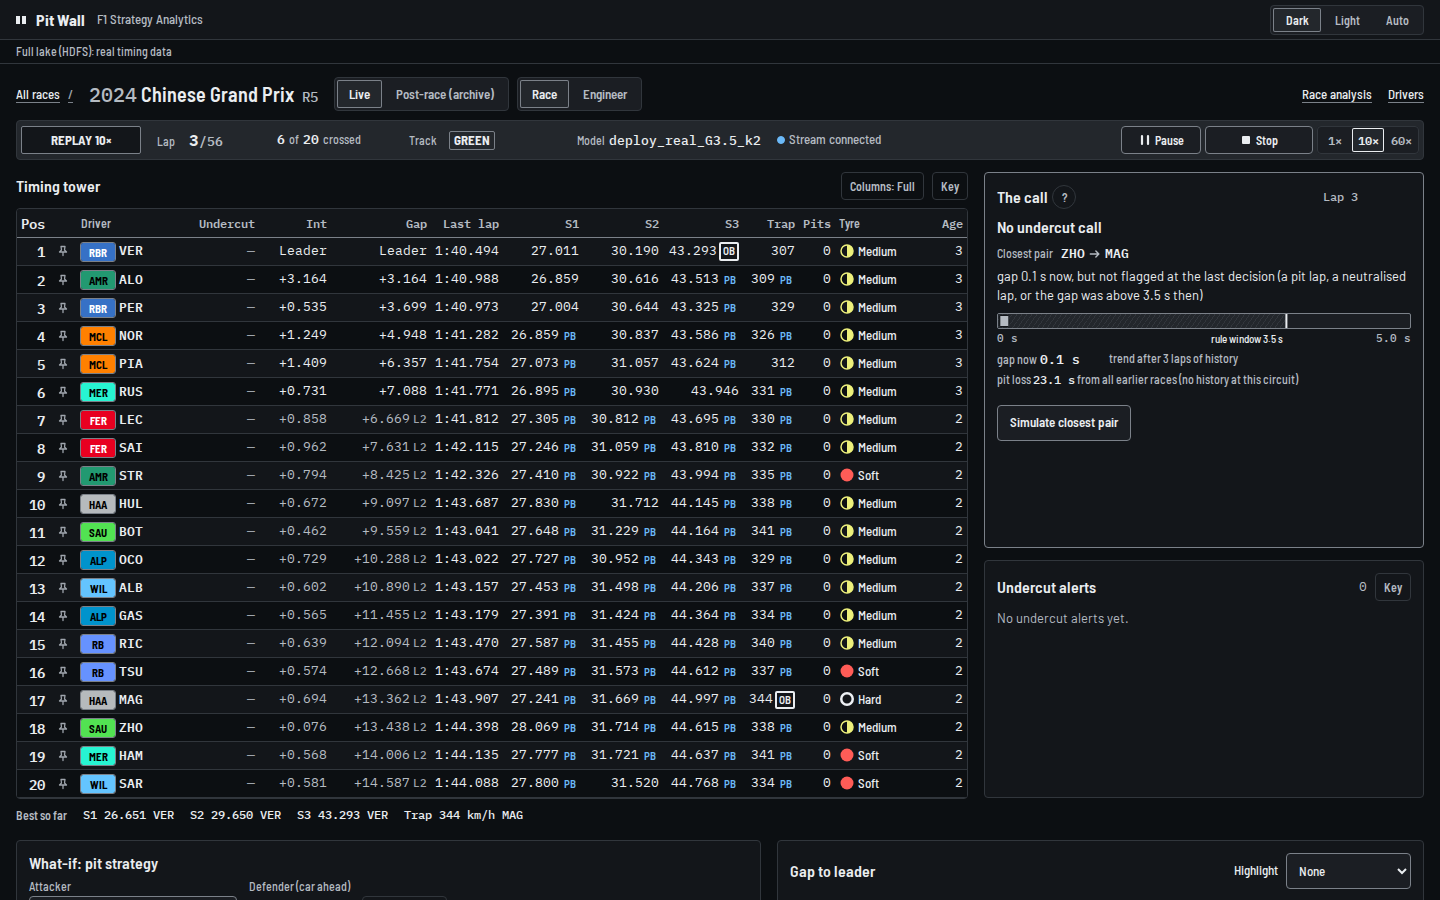 Pit Wall F1 Strategy Analytics Dark Light Auto
Full lake (HDFS): real timing data
All races / 2024 Chinese Grand Prix R5 Live Post-race (archive) Race Engineer Race analysis Drivers
REPLAY 10× Lap 3/56 6 of 20 crossed Track GREEN Model deploy_real_G3.5_k2 Stream connected Pause Stop 1× 10× 60×
Timing tower Columns: Full Key
Pos Driver Undercut Int Gap Last lap S1 S2 S3 Trap Pits Tyre Age
1 RBR VER — Leader Leader 1:40.494 27.011 30.190 43.293 OB 307 0 Medium 3
2 AMR ALO — +3.164 +3.164 1:40.988 26.859 30.616 43.513 PB 309 PB 0 Medium 3
3 RBR PER — +0.535 +3.699 1:40.973 27.004 30.644 43.325 PB 329 0 Medium 3
4 MCL NOR — +1.249 +4.948 1:41.282 26.859 PB 30.837 43.586 PB 326 PB 0 Medium 3
5 MCL PIA — +1.409 +6.357 1:41.754 27.073 PB 31.057 43.624 PB 312 0 Medium 3
6 MER RUS — +0.731 +7.088 1:41.771 26.895 PB 30.930 43.946 331 PB 0 Medium 3
7 FER LEC — +0.858 +6.669 L2 1:41.812 27.305 PB 30.812 PB 43.695 PB 330 PB 0 Medium 2
8 FER SAI — +0.962 +7.631 L2 1:42.115 27.246 PB 31.059 PB 43.810 PB 332 PB 0 Medium 2
9 AMR STR — +0.794 +8.425 L2 1:42.326 27.410 PB 30.922 PB 43.994 PB 335 PB 0 Soft 2
10 HAA HUL — +0.672 +9.097 L2 1:43.687 27.830 PB 31.712 44.145 PB 338 PB 0 Medium 2
11 SAU BOT — +0.462 +9.559 L2 1:43.041 27.648 PB 31.229 PB 44.164 PB 341 PB 0 Medium 2
12 ALP OCO — +0.729 +10.288 L2 1:43.022 27.727 PB 30.952 PB 44.343 PB 329 PB 0 Medium 2
13 WIL ALB — +0.602 +10.890 L2 1:43.157 27.453 PB 31.498 PB 44.206 PB 337 PB 0 Medium 2
14 ALP GAS — +0.565 +11.455 L2 1:43.179 27.391 PB 31.424 PB 44.364 PB 334 PB 0 Medium 2
15 RB RIC — +0.639 +12.094 L2 1:43.470 27.587 PB 31.455 PB 44.428 PB 340 PB 0 Medium 2
16 RB TSU — +0.574 +12.668 L2 1:43.674 27.489 PB 31.573 PB 44.612 PB 337 PB 0 Soft 2
17 HAA MAG — +0.694 +13.362 L2 1:43.907 27.241 PB 31.669 PB 44.997 PB 344 OB 0 Hard 2
18 SAU ZHO — +0.076 +13.438 L2 1:44.398 28.069 PB 31.714 PB 44.615 PB 338 PB 0 Medium 2
19 MER HAM — +0.568 +14.006 L2 1:44.135 27.777 PB 31.721 PB 44.637 PB 341 PB 0 Soft 2
20 WIL SAR — +0.581 +14.587 L2 1:44.088 27.800 PB 31.520 44.768 PB 334 PB 0 Soft 2
Best so far S1 26.651 VER S2 29.650 VER S3 43.293 VER Trap 344 km/h MAG
The call ? Lap 3
No undercut call
Closest pair ZHO → MAG
gap 0.1 s now, but not flagged at the last decision (a pit lap, a neutralised
lap, or the gap was above 3.5 s then)
0 s rule window 3.5 s 5.0 s
gap now 0.1 s trend after 3 laps of history
pit loss 23.1 s from all earlier races (no history at this circuit)
Simulate closest pair
Undercut alerts 0 Key
No undercut alerts yet.
What-if: pit strategy
Attacker Defender (car ahead)
Gap to leader Highlight None